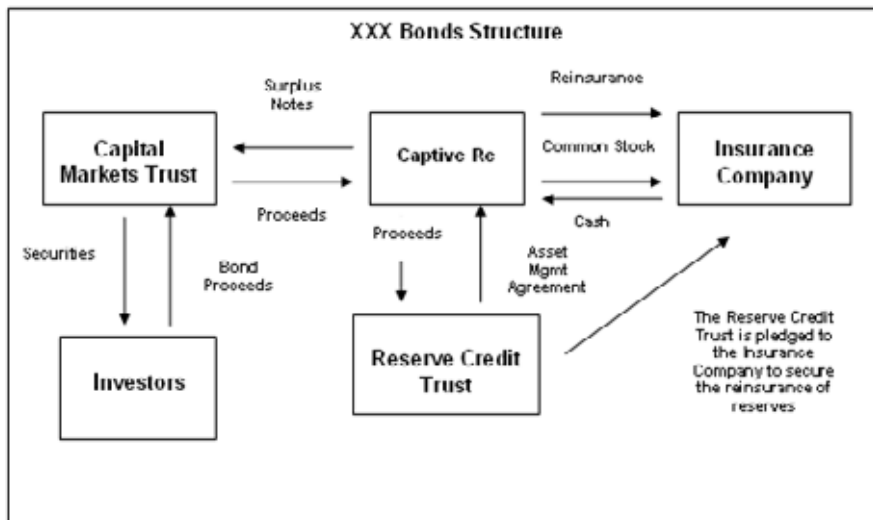 XXX Bonds Structure
Surplus
Notes
Reinsurance
Capital
Markets Trust
Captive Re
Common Stock
Insurance
Company
Proceeds
Cash
Securities
Bond
Proceeds
Proceeds
Asset
Mgmt
Agreement
Investors
Reserve Credit
Trust
The Reserve Credit
Trust is pledged to
the Insurance
Company to secure
the reinsurance of
reserves